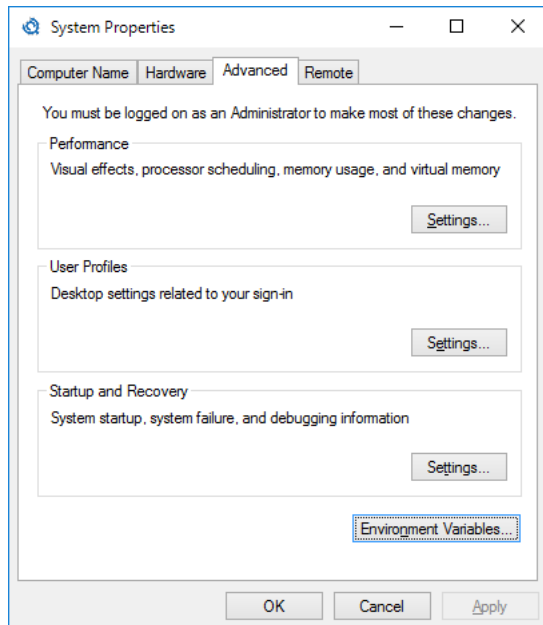 System Properties
Computer Name Hardware Advanced Remote
You must be logged on as an Administrator to make most of these changes.
Performance
Visual effects, processor scheduling, memory usage, and virtual memory
Settings...
User Profiles
Desktop settings related to your sign-in
Settings...
Startup and Recovery
System startup, system failure, and debugging information
Settings...
Environment Variables...
OK Cancel Apply